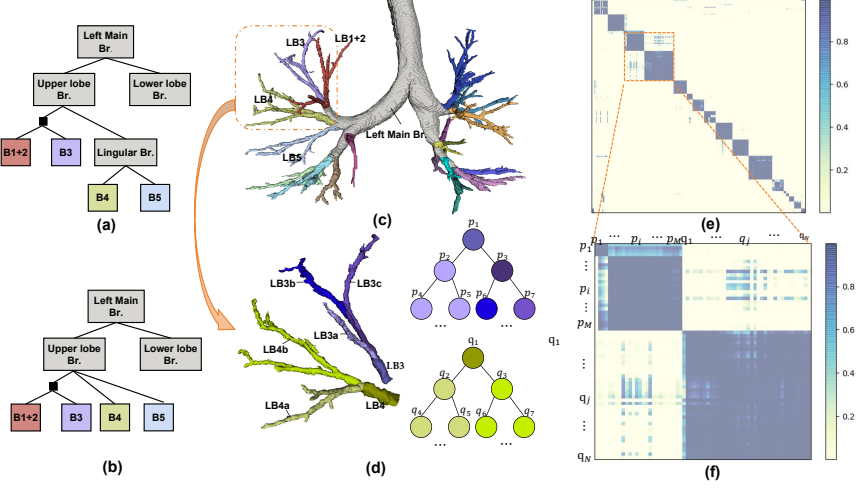 Left Main
Br.
Upper lobe
Br.
Lower lobe
Br.
B1+2
B3
Lingular Br.
B4
B5
(a)
Left Main
Br.
Upper lobe
Br.
Lower lobe
Br.
B1+2
B3
B4
B5
(b)
LB3
LB1+2
LB4
LB5
Left Main Br.
(c)
LB3b
LB3c
LB3a
LB4b
LB3
LB4a
LB4
p1
p2
p3
p4
p5
p6
p7
... ...
q1
q2
q3
q4
q5
q6
q7
... ...
(d)
0.8
0.6
0.4
0.2
(e)
p1 ... pi ... pM q1 ... qj ... qN
p1
⋮
pi
⋮
pM
q1
⋮
qj
⋮
qN
0.8
0.6
0.4
0.2
(f)